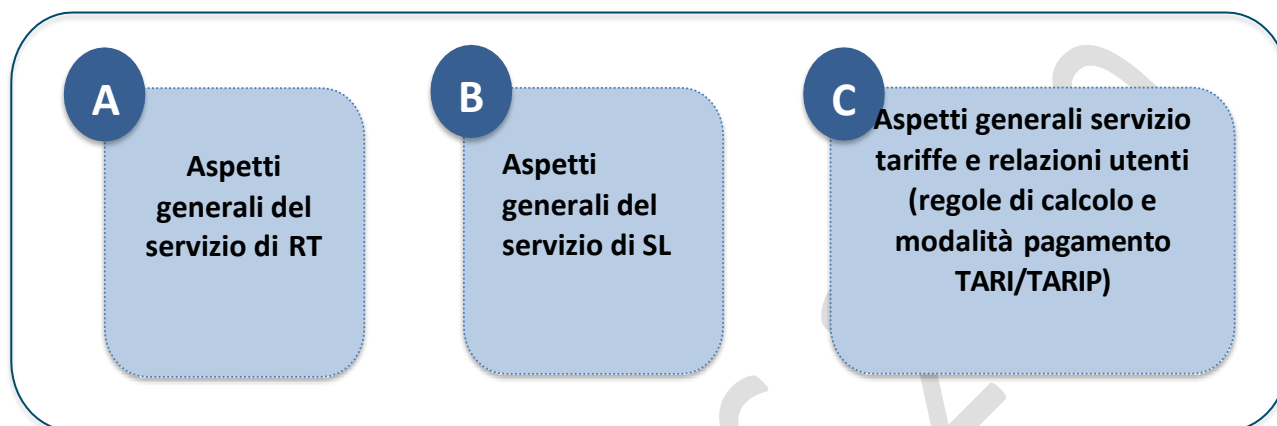 A
Aspetti
generali del
servizio di RT
B
Aspetti
generali del
servizio di SL
C
Aspetti generali servizio
tariffe e relazioni utenti
(regole di calcolo e
modalità pagamento
TARI/TARIP)